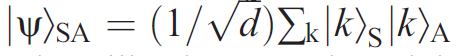 |ψ⟩SA = (1/√d)∑k|k⟩S|k⟩A